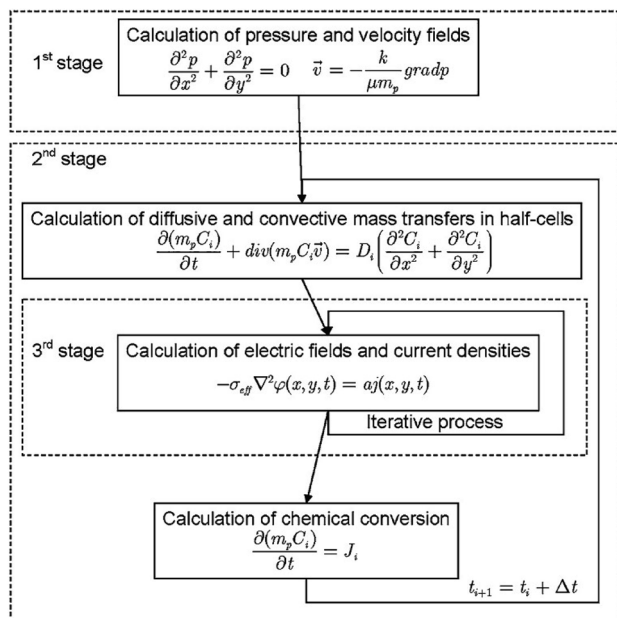 Calculation of pressure and velocity fields
1st stage
∂²p/∂x² + ∂²p/∂y² = 0    v⃗ = −k/(μm_p) gradp
2nd stage
Calculation of diffusive and convective mass transfers in half-cells
∂(m_pC_i)/∂t + div(m_pC_iv⃗) = D_i(∂²C_i/∂x² + ∂²C_i/∂y²)
3rd stage
Calculation of electric fields and current densities
−σ_eff∇²φ(x,y,t) = aj(x,y,t)
Iterative process
Calculation of chemical conversion
∂(m_pC_i)/∂t = J_i
t_{i+1} = t_i + Δt